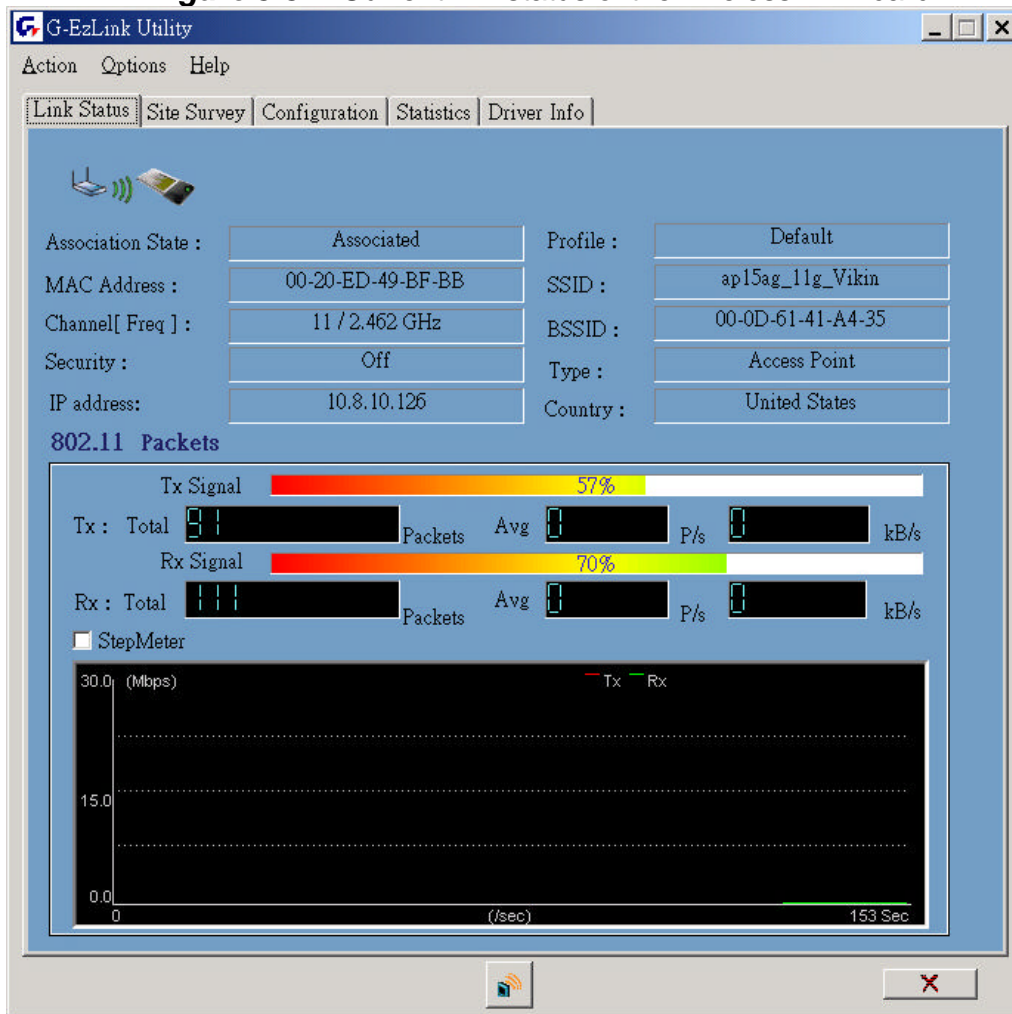 G-EzLink Utility
Action Options Help
Link Status Site Survey Configuration Statistics Driver Info
Association State : Associated Profile : Default
MAC Address : 00-20-ED-49-BF-BB SSID : ap15ag_11g_Vikin
Channel[ Freq ] : 11 / 2.462 GHz BSSID : 00-0D-61-41-A4-35
Security : Off Type : Access Point
IP address: 10.8.10.126 Country : United States
802.11 Packets
Tx Signal 57%
Tx : Total 91 Packets Avg 0 P/s 0 kB/s
Rx Signal 70%
Rx : Total 111 Packets Avg 0 P/s 0 kB/s
StepMeter
30.0 (Mbps) Tx Rx
15.0
0.0
0 (/sec) 153 Sec